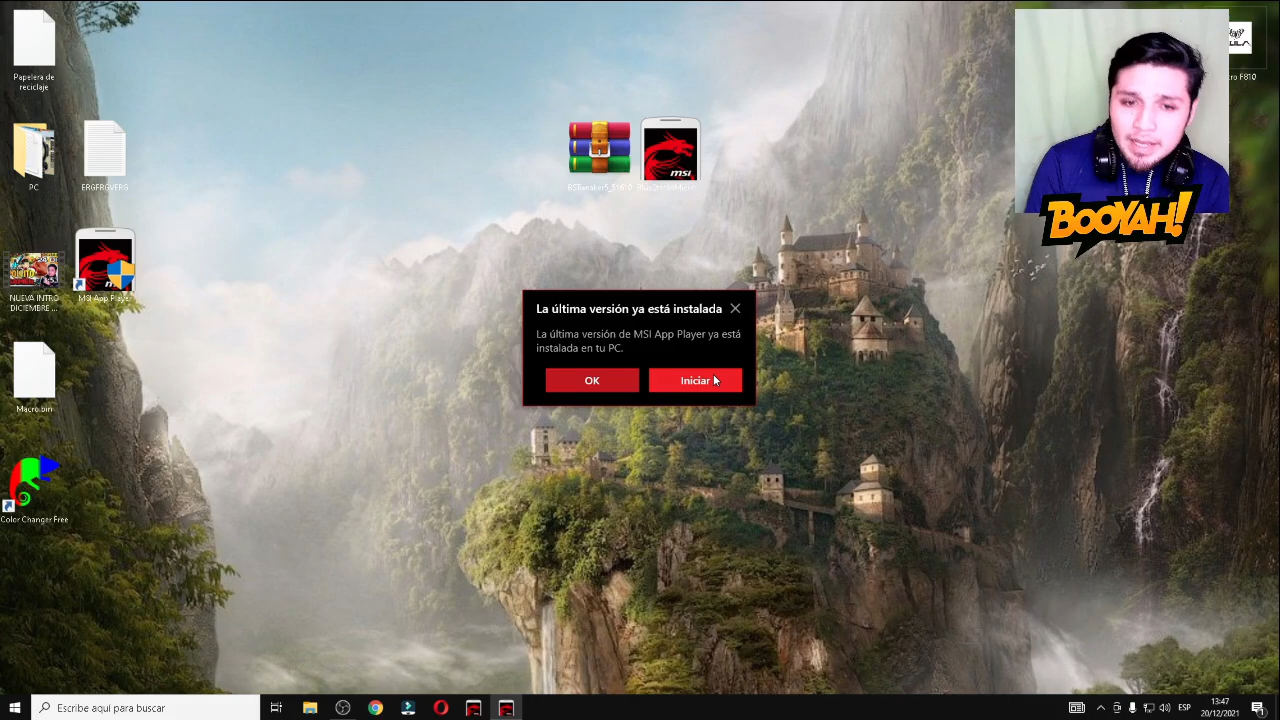 Papelera de
reciclaje
PC
ERGFRGVERG
NUEVA INTRO
DICIEMBRE ...
MSI App Player
Macro.bin
Color Changer Free
msi
BOOYAH!
La última versión ya está instalada
La última versión de MSI App Player ya está
instalada en tu PC.
OK
Iniciar
Escribe aquí para buscar
ESP
13:47
20/12/2021
1